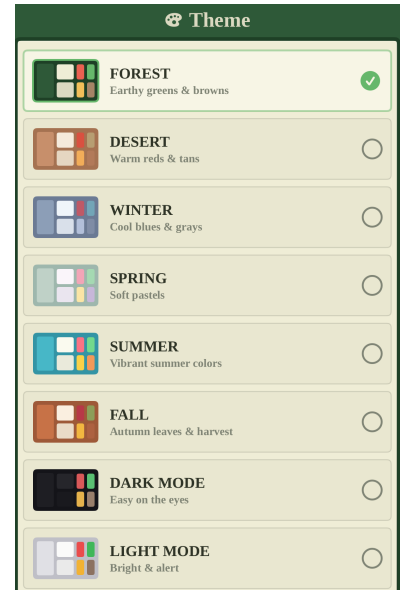 Theme
FOREST
Earthy greens & browns
DESERT
Warm reds & tans
WINTER
Cool blues & grays
SPRING
Soft pastels
SUMMER
Vibrant summer colors
FALL
Autumn leaves & harvest
DARK MODE
Easy on the eyes
LIGHT MODE
Bright & alert